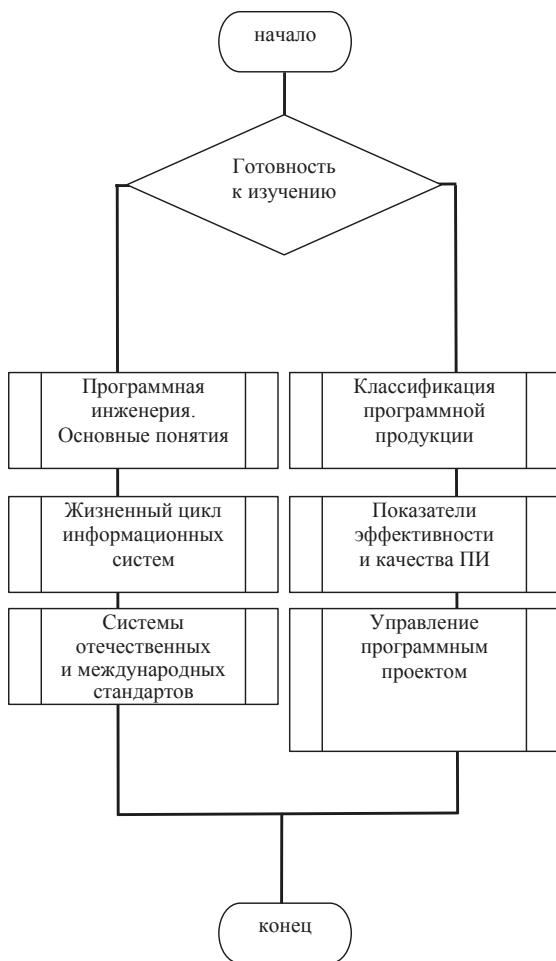 начало
Готовность
к изучению
Программная
инженерия.
Основные понятия
Классификация
программной
продукции
Жизненный цикл
информационных
систем
Показатели
эффективности
и качества ПИ
Системы
отечественных
и международных
стандартов
Управление
программным
проектом
конец